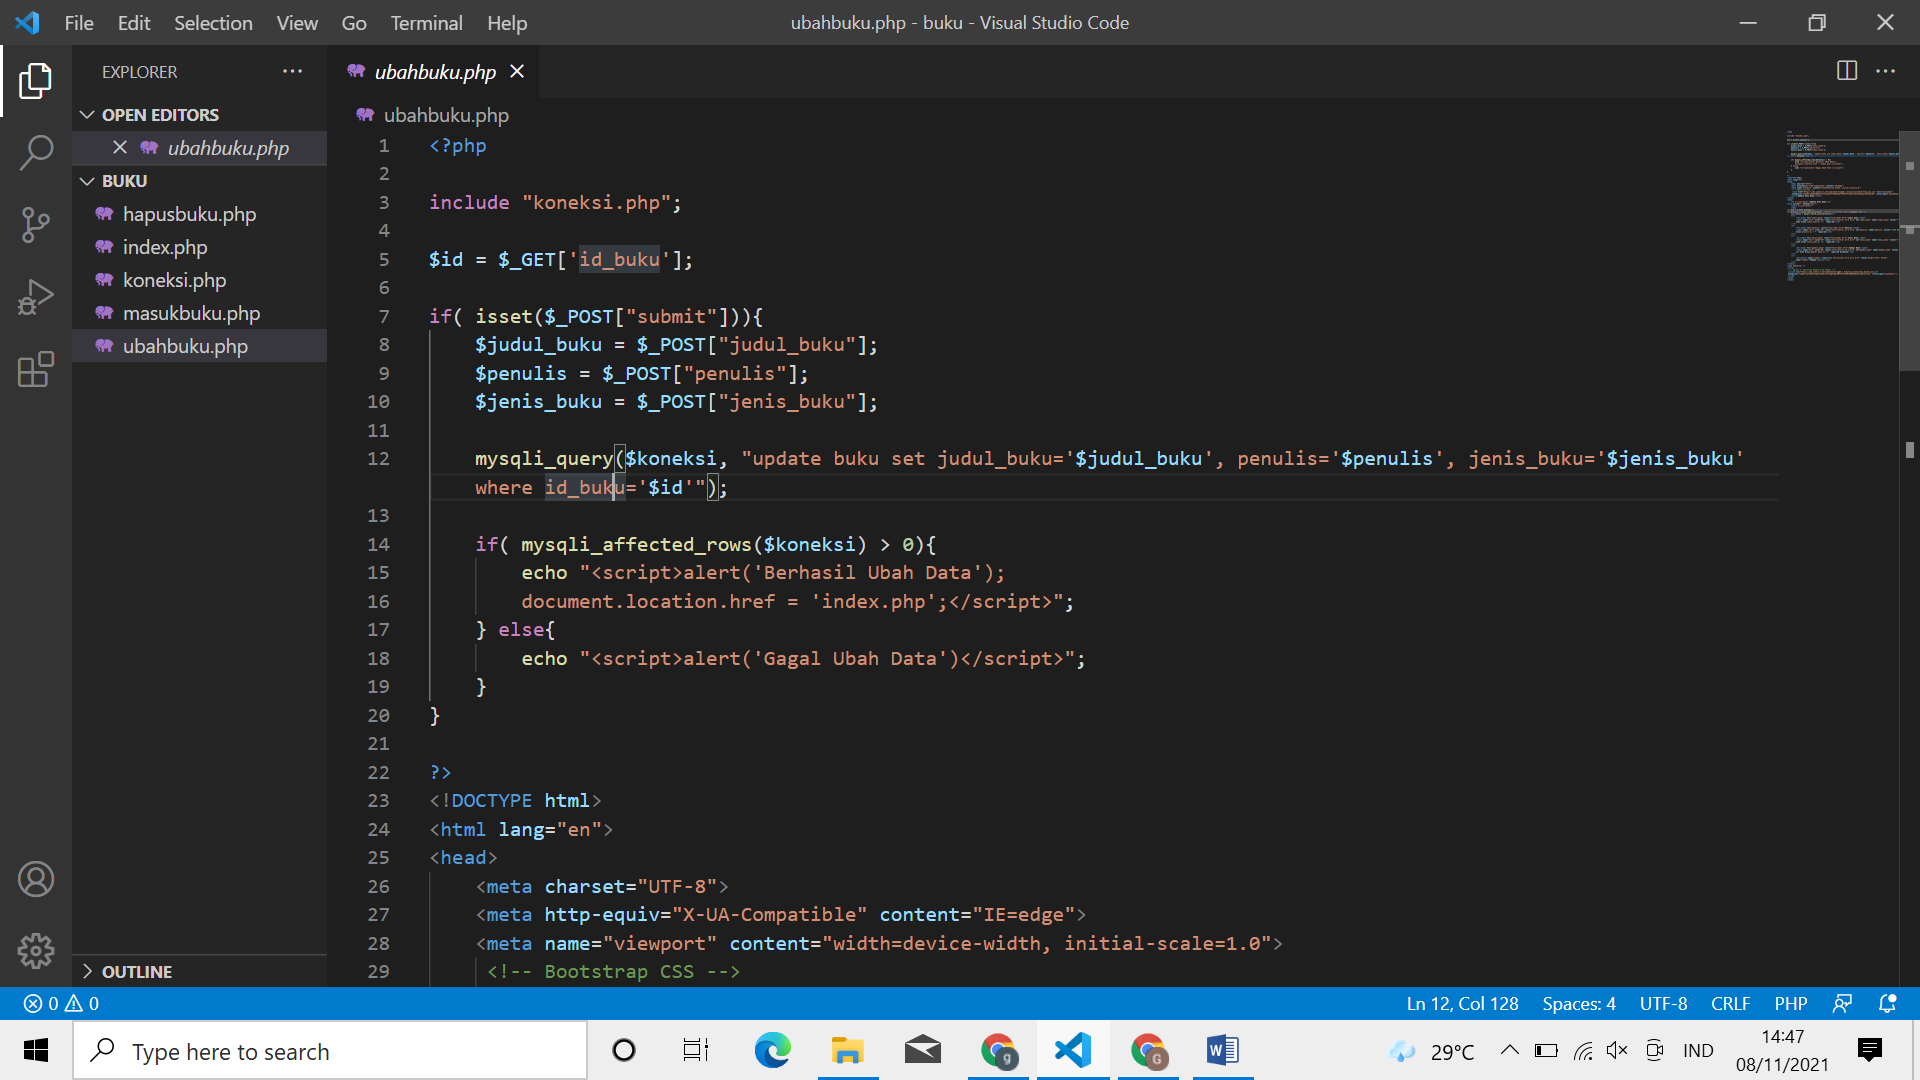 File Edit Selection View Go Terminal Help
ubahbuku.php - buku - Visual Studio Code
EXPLORER
OPEN EDITORS
ubahbuku.php
BUKU
hapusbuku.php
index.php
koneksi.php
masukbuku.php
ubahbuku.php
OUTLINE
ubahbuku.php
ubahbuku.php
1 <?php
2
3 include "koneksi.php";
4
5 $id = $_GET['id_buku'];
6
7 if( isset($_POST["submit"])){
8 $judul_buku = $_POST["judul_buku"];
9 $penulis = $_POST["penulis"];
10 $jenis_buku = $_POST["jenis_buku"];
11
12 mysqli_query($koneksi, "update buku set judul_buku='$judul_buku', penulis='$penulis', jenis_buku='$jenis_buku'
where id_buku='$id'");
13
14 if( mysqli_affected_rows($koneksi) > 0){
15 echo "<script>alert('Berhasil Ubah Data');
16 document.location.href = 'index.php';</script>";
17 } else{
18 echo "<script>alert('Gagal Ubah Data')</script>";
19 }
20 }
21
22 ?>
23 <!DOCTYPE html>
24 <html lang="en">
25 <head>
26 <meta charset="UTF-8">
27 <meta http-equiv="X-UA-Compatible" content="IE=edge">
28 <meta name="viewport" content="width=device-width, initial-scale=1.0">
29 <!-- Bootstrap CSS -->
0 0
Ln 12, Col 128 Spaces: 4 UTF-8 CRLF PHP
Type here to search
29°C
IND
14:47
08/11/2021